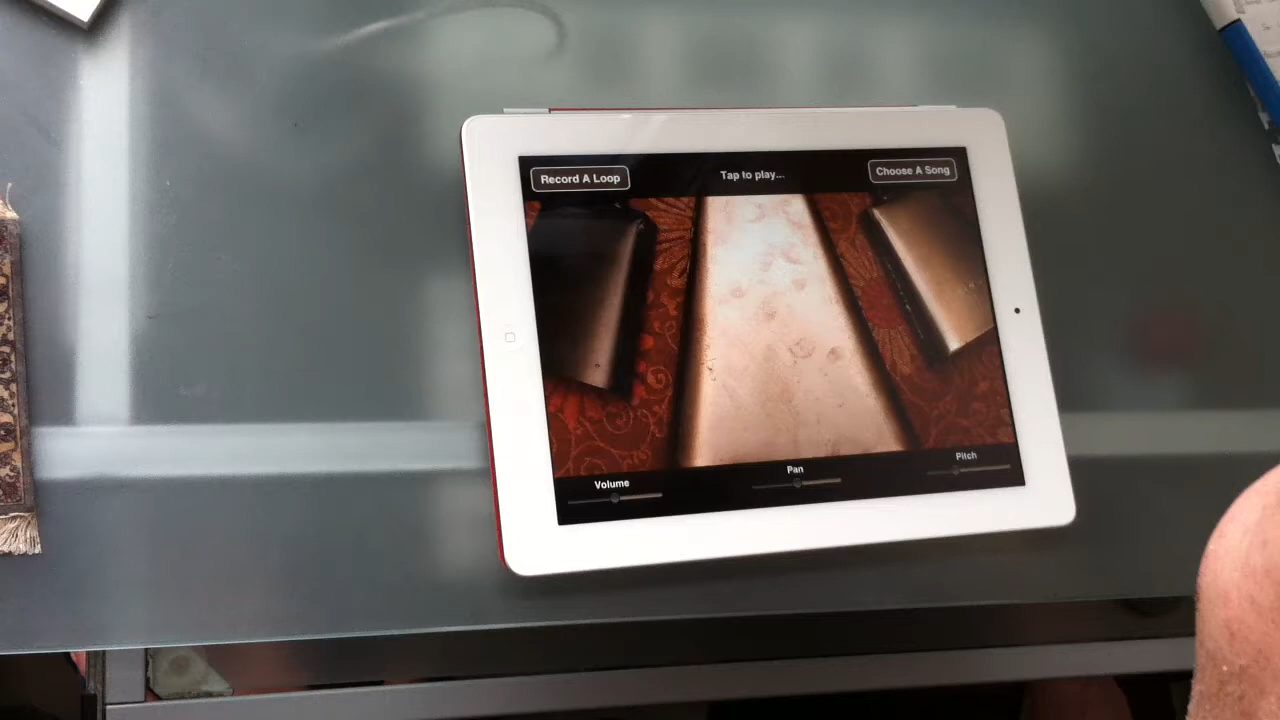 Record A Loop
Tap to play...
Choose A Song
Volume
Pan
Pitch